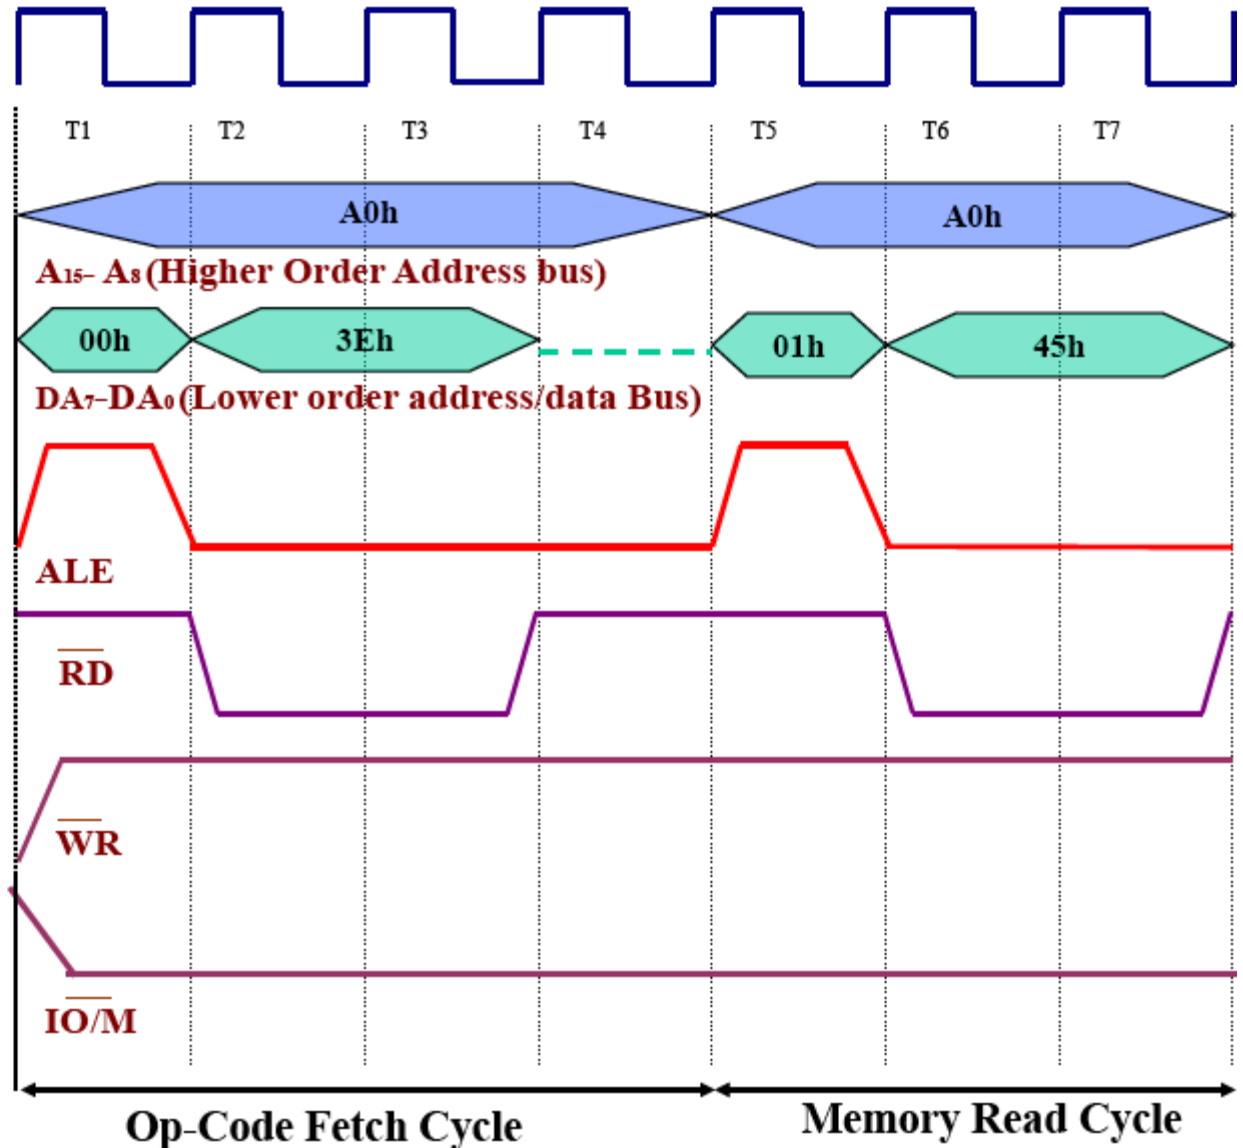 T1 T2 T3 T4 T5 T6 T7
A0h A0h
A15– A8 (Higher Order Address bus)
00h 3Eh 01h 45h
DA7–DA0 (Lower order address/data Bus)
ALE
RD
WR
IO/M
Op-Code Fetch Cycle Memory Read Cycle